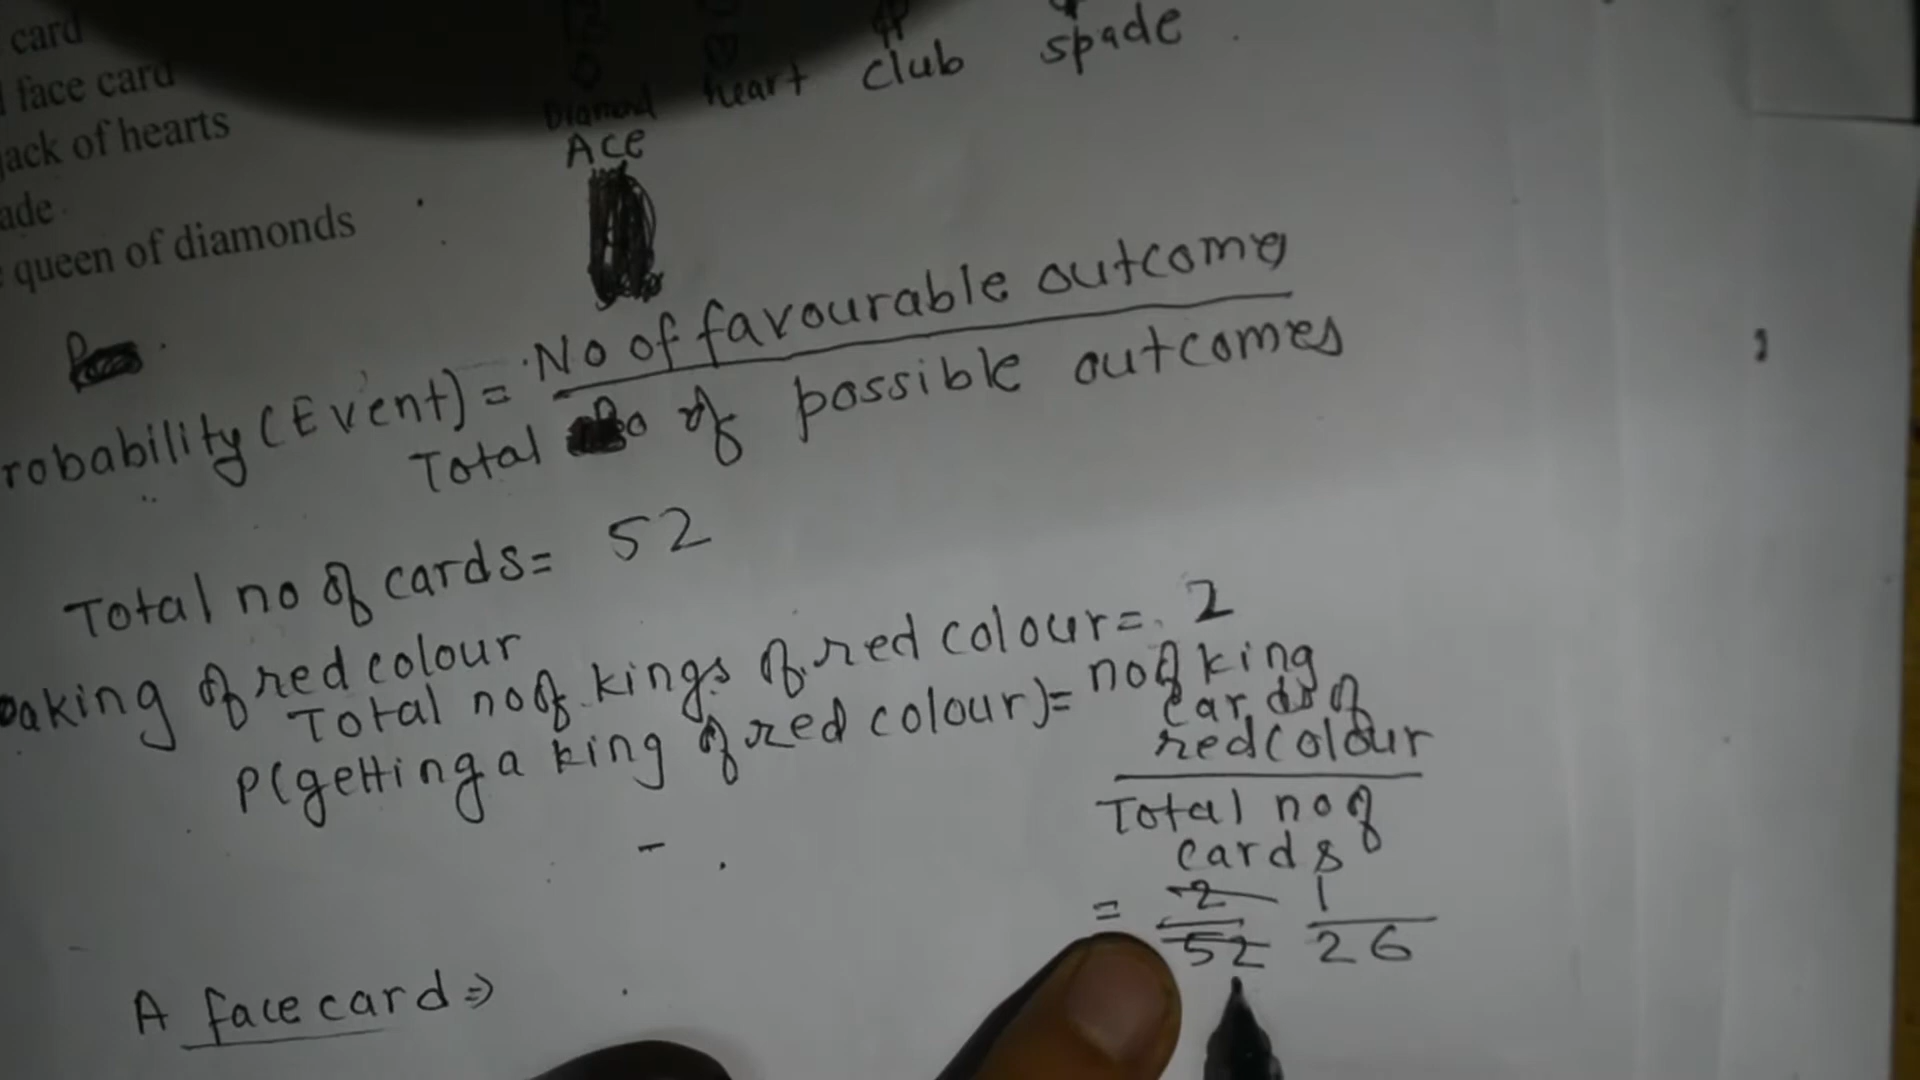 card
face card
jack of hearts
ade
queen of diamonds
Diamond heart club spade
Ace
robability (Event) = No of favourable outcomes
Total of possible outcomes
Total no of cards = 52
aking of red colour
Total no of kings of red colour = 2
P(getting a king of red colour) = no of king
cards of
red colour
Total no of
cards
= 2 1
52 26
A face card ⇒